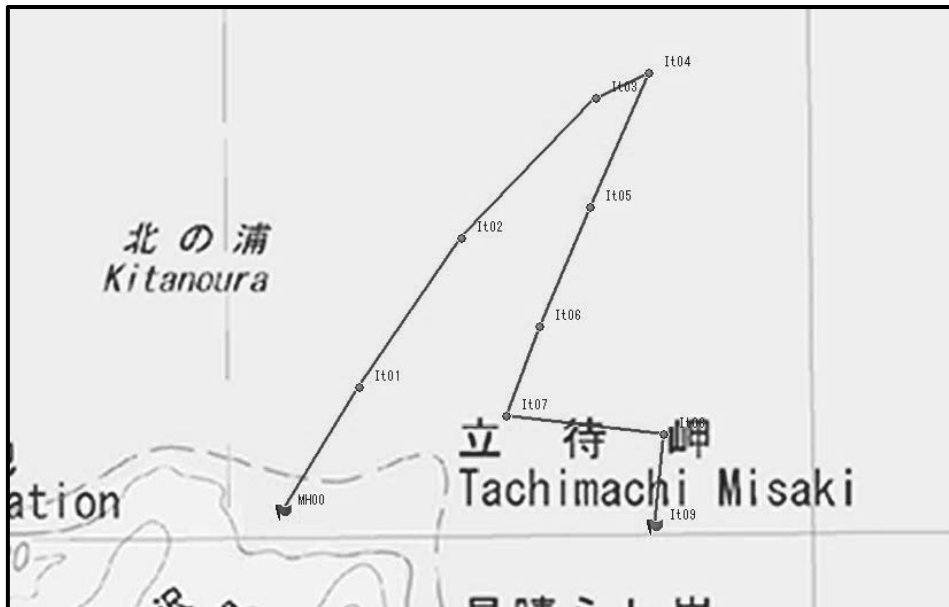 It04
It03
It05
北の浦
Kitanoura
It02
It06
It01
It07
立待岬
It08
Tachimachi Misaki
ation
MH00
It09